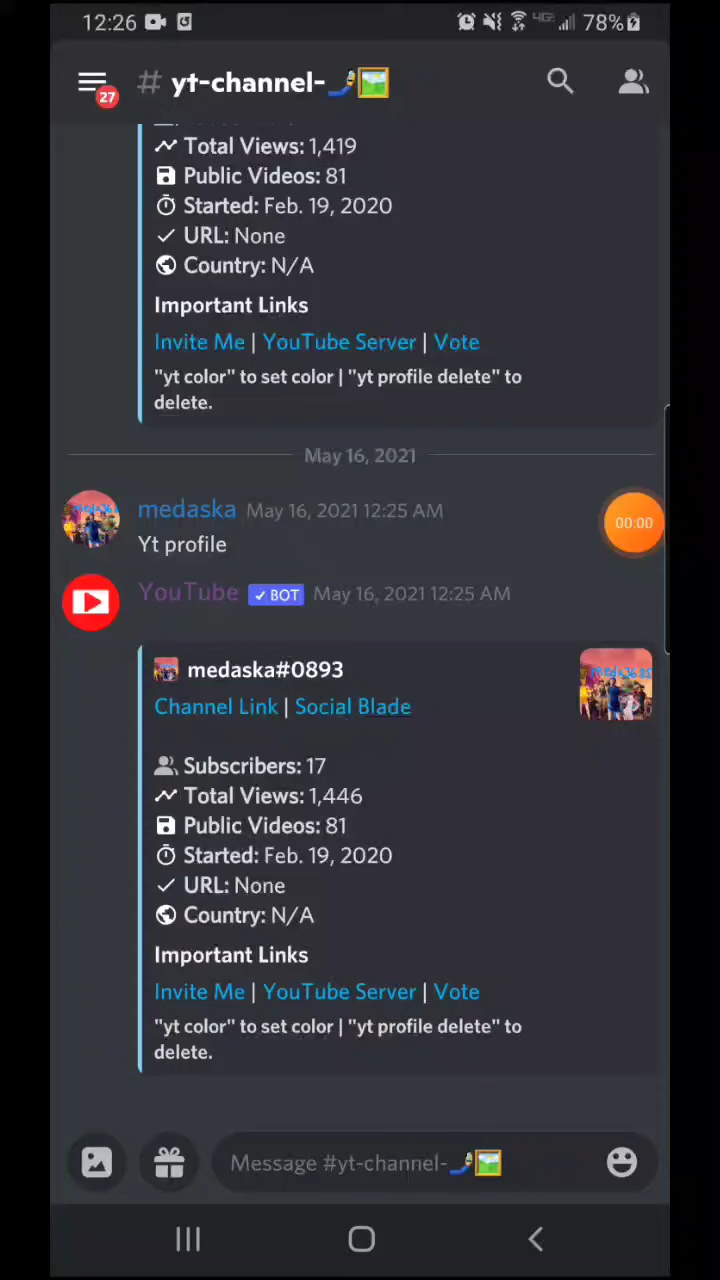 12:26 78%
27 # yt-channel-
Total Views: 1,419
Public Videos: 81
Started: Feb. 19, 2020
URL: None
Country: N/A
Important Links
Invite Me | YouTube Server | Vote
"yt color" to set color | "yt profile delete" to
delete.
May 16, 2021
medaska May 16, 2021 12:25 AM
00:00
Yt profile
YouTube ✓ BOT May 16, 2021 12:25 AM
medaska#0893
Channel Link | Social Blade
Subscribers: 17
Total Views: 1,446
Public Videos: 81
Started: Feb. 19, 2020
URL: None
Country: N/A
Important Links
Invite Me | YouTube Server | Vote
"yt color" to set color | "yt profile delete" to
delete.
Message #yt-channel-